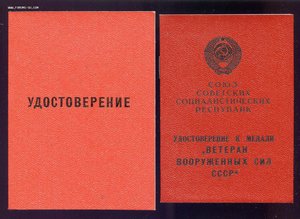 УДОСТОВЕРЕНИЕ
СОЮЗ
СОВЕТСКИХ
СОЦИАЛИСТИЧЕСКИХ
РЕСПУБЛИК
УДОСТОВЕРЕНИЕ К МЕДАЛИ
„ВЕТЕРАН
ВООРУЖЕННЫХ СИЛ
СССР“